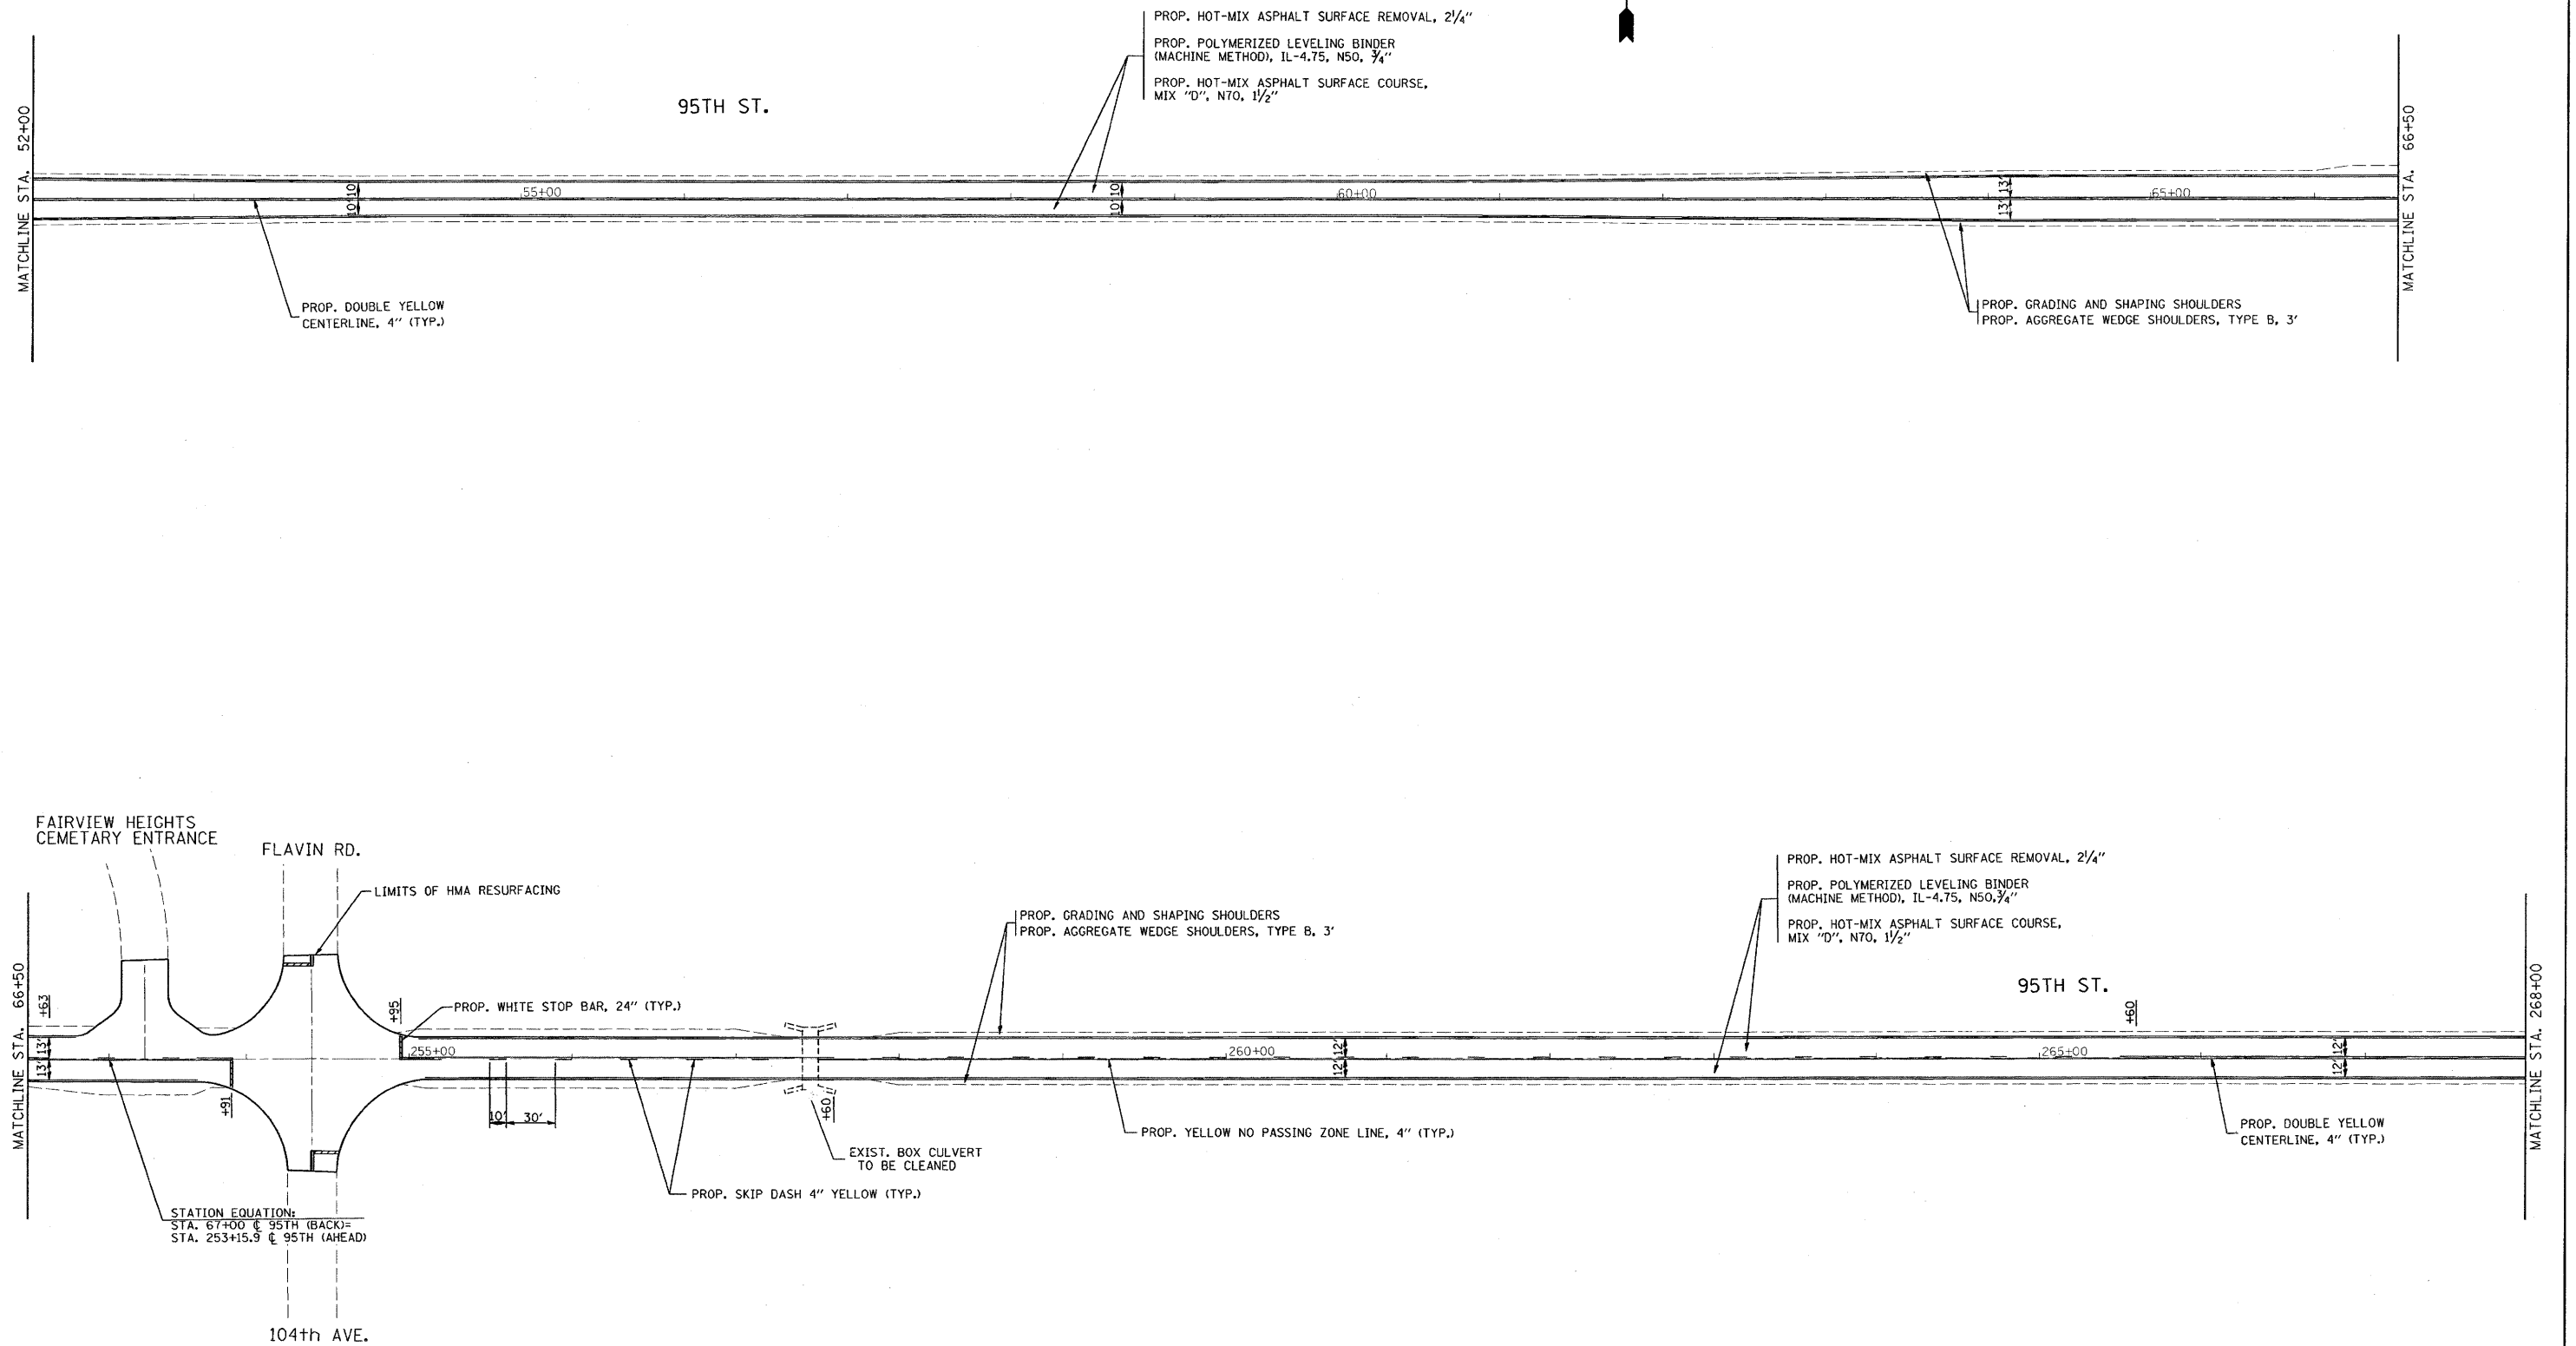 PROP. HOT-MIX ASPHALT SURFACE REMOVAL, 2 1/4"
PROP. POLYMERIZED LEVELING BINDER
(MACHINE METHOD), IL-4.75, N50, 3/4"
PROP. HOT-MIX ASPHALT SURFACE COURSE,
MIX "D", N70, 1 1/2"
95TH ST.
MATCHLINE STA. 52+00
10'
10'
55+00
10'
10'
60+00
13'
13'
65+00
MATCHLINE STA. 66+50
PROP. DOUBLE YELLOW
CENTERLINE, 4" (TYP.)
PROP. GRADING AND SHAPING SHOULDERS
PROP. AGGREGATE WEDGE SHOULDERS, TYPE B, 3'
FAIRVIEW HEIGHTS
CEMETARY ENTRANCE
FLAVIN RD.
LIMITS OF HMA RESURFACING
PROP. GRADING AND SHAPING SHOULDERS
PROP. AGGREGATE WEDGE SHOULDERS, TYPE B, 3'
PROP. HOT-MIX ASPHALT SURFACE REMOVAL, 2 1/4"
PROP. POLYMERIZED LEVELING BINDER
(MACHINE METHOD), IL-4.75, N50, 3/4"
PROP. HOT-MIX ASPHALT SURFACE COURSE,
MIX "D", N70, 1 1/2"
95TH ST.
MATCHLINE STA. 66+50
+63
+95
PROP. WHITE STOP BAR, 24" (TYP.)
+60
13'
13'
255+00
260+00
12'
12'
265+00
12'
12'
MATCHLINE STA. 268+00
+91
10'
30'
+60
PROP. YELLOW NO PASSING ZONE LINE, 4" (TYP.)
PROP. DOUBLE YELLOW
CENTERLINE, 4" (TYP.)
EXIST. BOX CULVERT
TO BE CLEANED
PROP. SKIP DASH 4" YELLOW (TYP.)
STATION EQUATION:
STA. 67+00 ℄ 95TH (BACK)=
STA. 253+15.9 ℄ 95TH (AHEAD)
104th AVE.